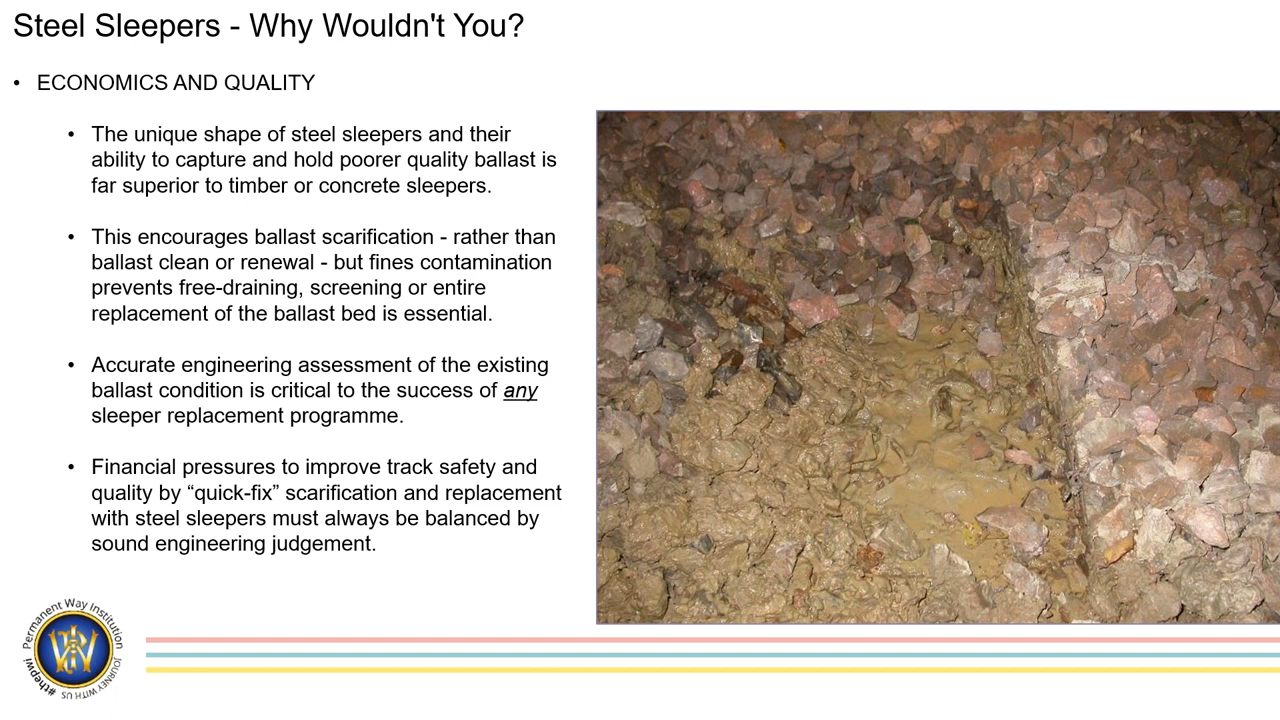 Steel Sleepers - Why Wouldn't You?
• ECONOMICS AND QUALITY
• The unique shape of steel sleepers and their
ability to capture and hold poorer quality ballast is
far superior to timber or concrete sleepers.
• This encourages ballast scarification - rather than
ballast clean or renewal - but fines contamination
prevents free-draining, screening or entire
replacement of the ballast bed is essential.
• Accurate engineering assessment of the existing
ballast condition is critical to the success of any
sleeper replacement programme.
• Financial pressures to improve track safety and
quality by “quick-fix” scarification and replacement
with steel sleepers must always be balanced by
sound engineering judgement.
Permanent Way Institution
JOURNEY WITH US
#thepwi
PWI